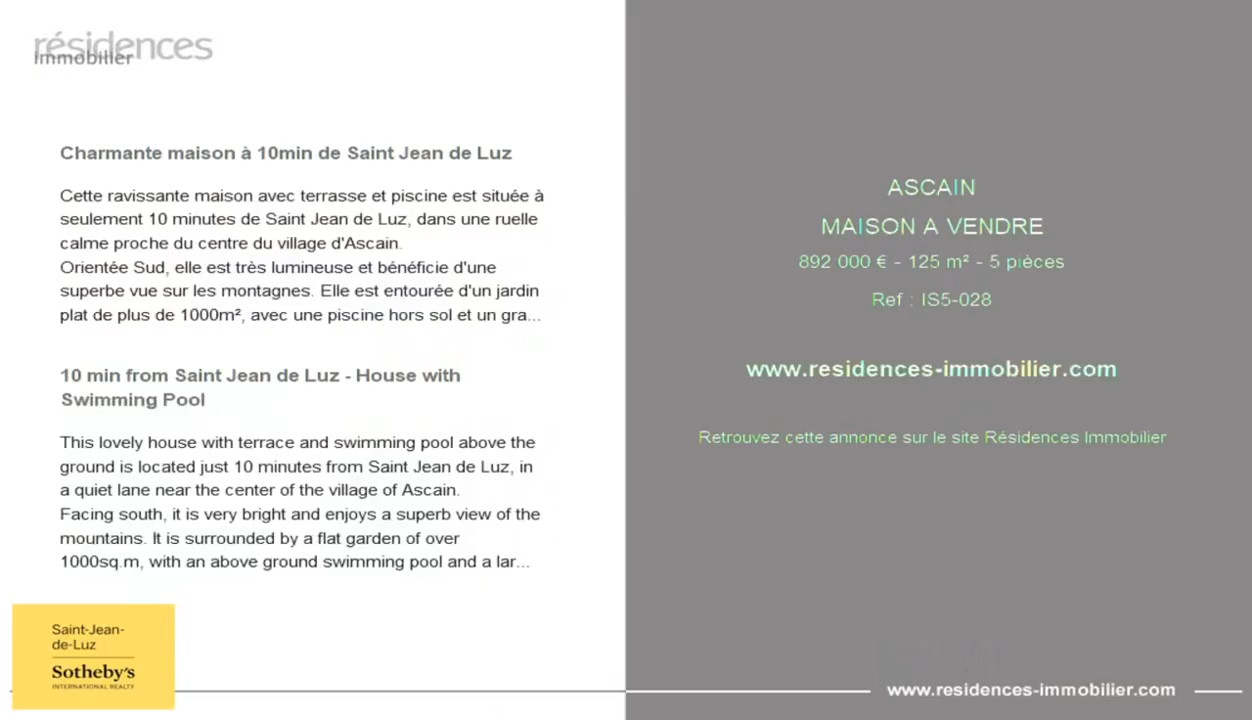 résidences
Immobilier
Charmante maison à 10min de Saint Jean de Luz
Cette ravissante maison avec terrasse et piscine est située à
seulement 10 minutes de Saint Jean de Luz, dans une ruelle
calme proche du centre du village d'Ascain.
Orientée Sud, elle est très lumineuse et bénéficie d'une
superbe vue sur les montagnes. Elle est entourée d'un jardin
plat de plus de 1000m², avec une piscine hors sol et un gra...
10 min from Saint Jean de Luz - House with
Swimming Pool
This lovely house with terrace and swimming pool above the
ground is located just 10 minutes from Saint Jean de Luz, in
a quiet lane near the center of the village of Ascain.
Facing south, it is very bright and enjoys a superb view of the
mountains. It is surrounded by a flat garden of over
1000sq.m, with an above ground swimming pool and a lar...
Saint-Jean-
de-Luz
Sotheby's
INTERNATIONAL REALTY
ASCAIN
MAISON A VENDRE
892 000 € - 125 m² - 5 pièces
Ref : IS5-028
www.residences-immobilier.com
Retrouvez cette annonce sur le site Résidences Immobilier
www.residences-immobilier.com